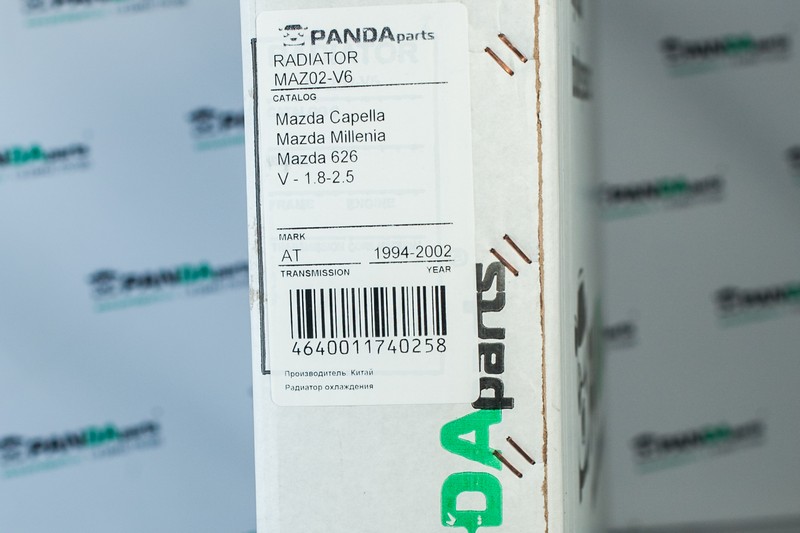 PANDAparts
RADIATOR
MAZ02-V6
CATALOG
Mazda Capella
Mazda Millenia
Mazda 626
V - 1.8-2.5
MARK
AT 1994-2002
TRANSMISSION YEAR
4640011740258
Производитель: Китай
Радиатор охлаждения
DAparts